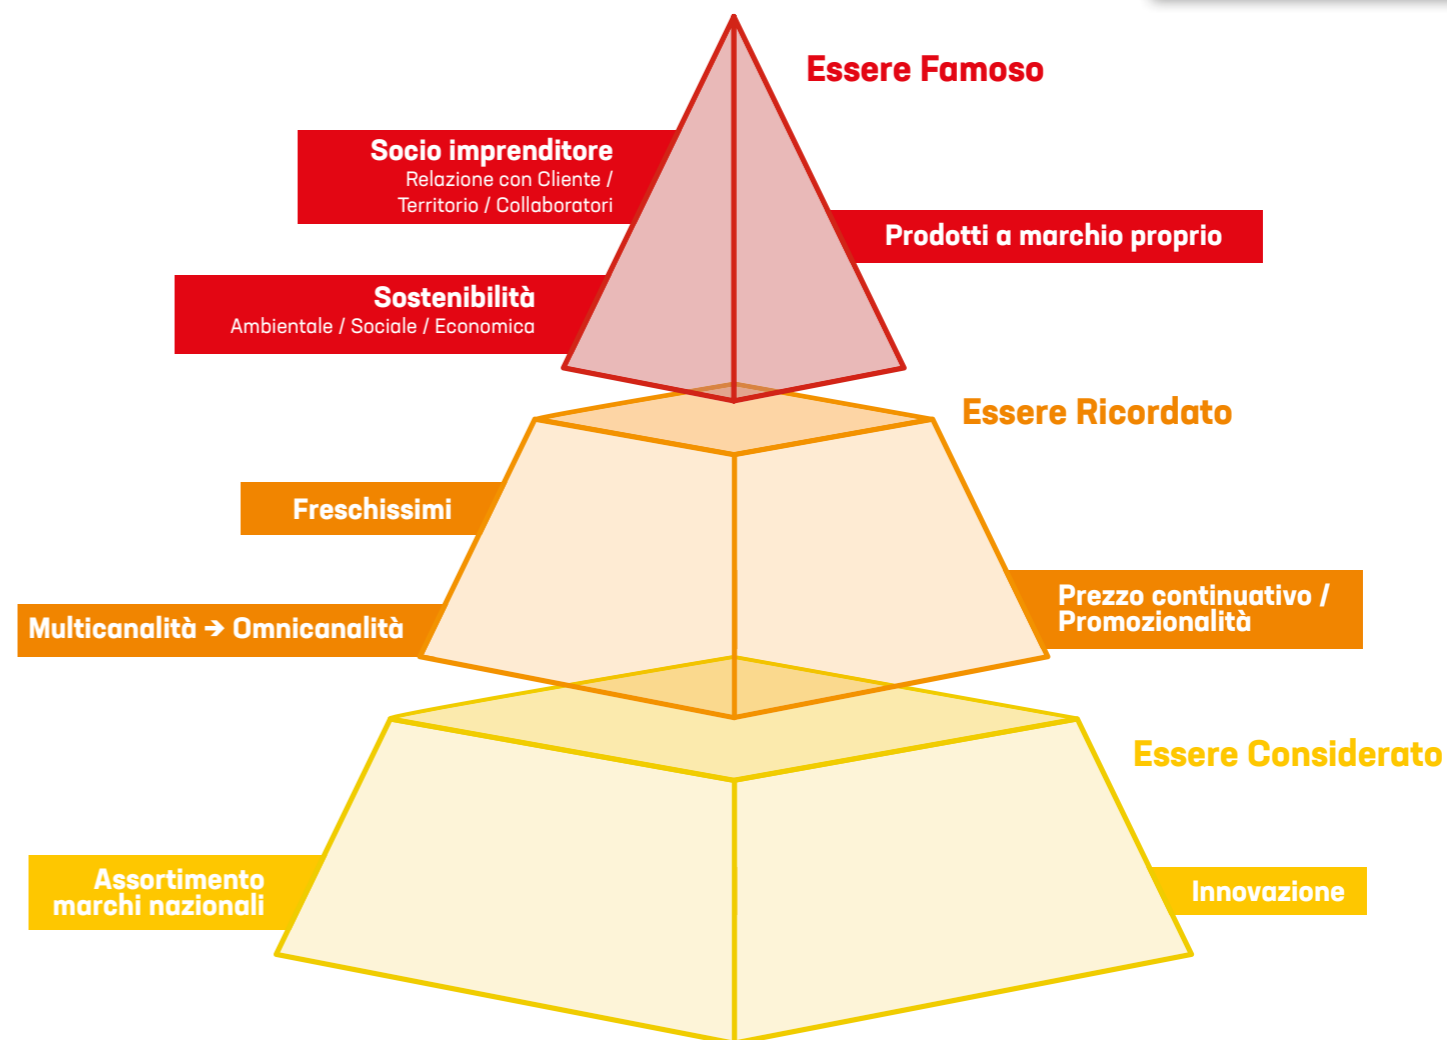 Essere Famoso
Socio imprenditore
Relazione con Cliente /
Territorio / Collaboratori
Prodotti a marchio proprio
Sostenibilità
Ambientale / Sociale / Economica
Essere Ricordato
Freschissimi
Prezzo continuativo /
Promozionalità
Multicanalità → Omnicanalità
Essere Considerato
Assortimento
marchi nazionali
Innovazione